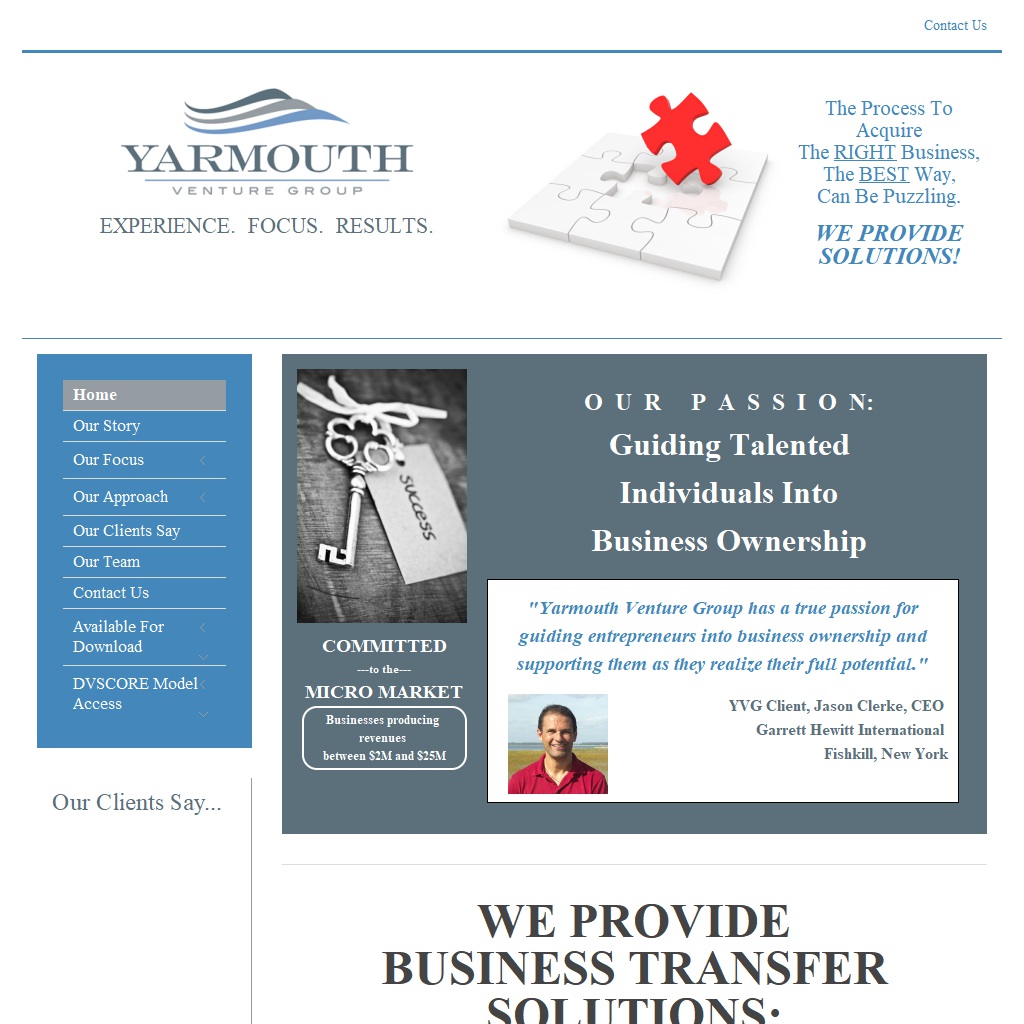 Contact Us
YARMOUTH
VENTURE GROUP
EXPERIENCE. FOCUS. RESULTS.
The Process To
Acquire
The RIGHT Business,
The BEST Way,
Can Be Puzzling.
WE PROVIDE
SOLUTIONS!
Home
Our Story
Our Focus
Our Approach
Our Clients Say
Our Team
Contact Us
Available For
Download
DVSCORE Model
Access
Our Clients Say...
success
COMMITTED
---to the---
MICRO MARKET
Businesses producing
revenues
between $2M and $25M
O U R P A S S I O N:
Guiding Talented
Individuals Into
Business Ownership
"Yarmouth Venture Group has a true passion for
guiding entrepreneurs into business ownership and
supporting them as they realize their full potential."
YVG Client, Jason Clerke, CEO
Garrett Hewitt International
Fishkill, New York
WE PROVIDE
BUSINESS TRANSFER
SOLUTIONS: